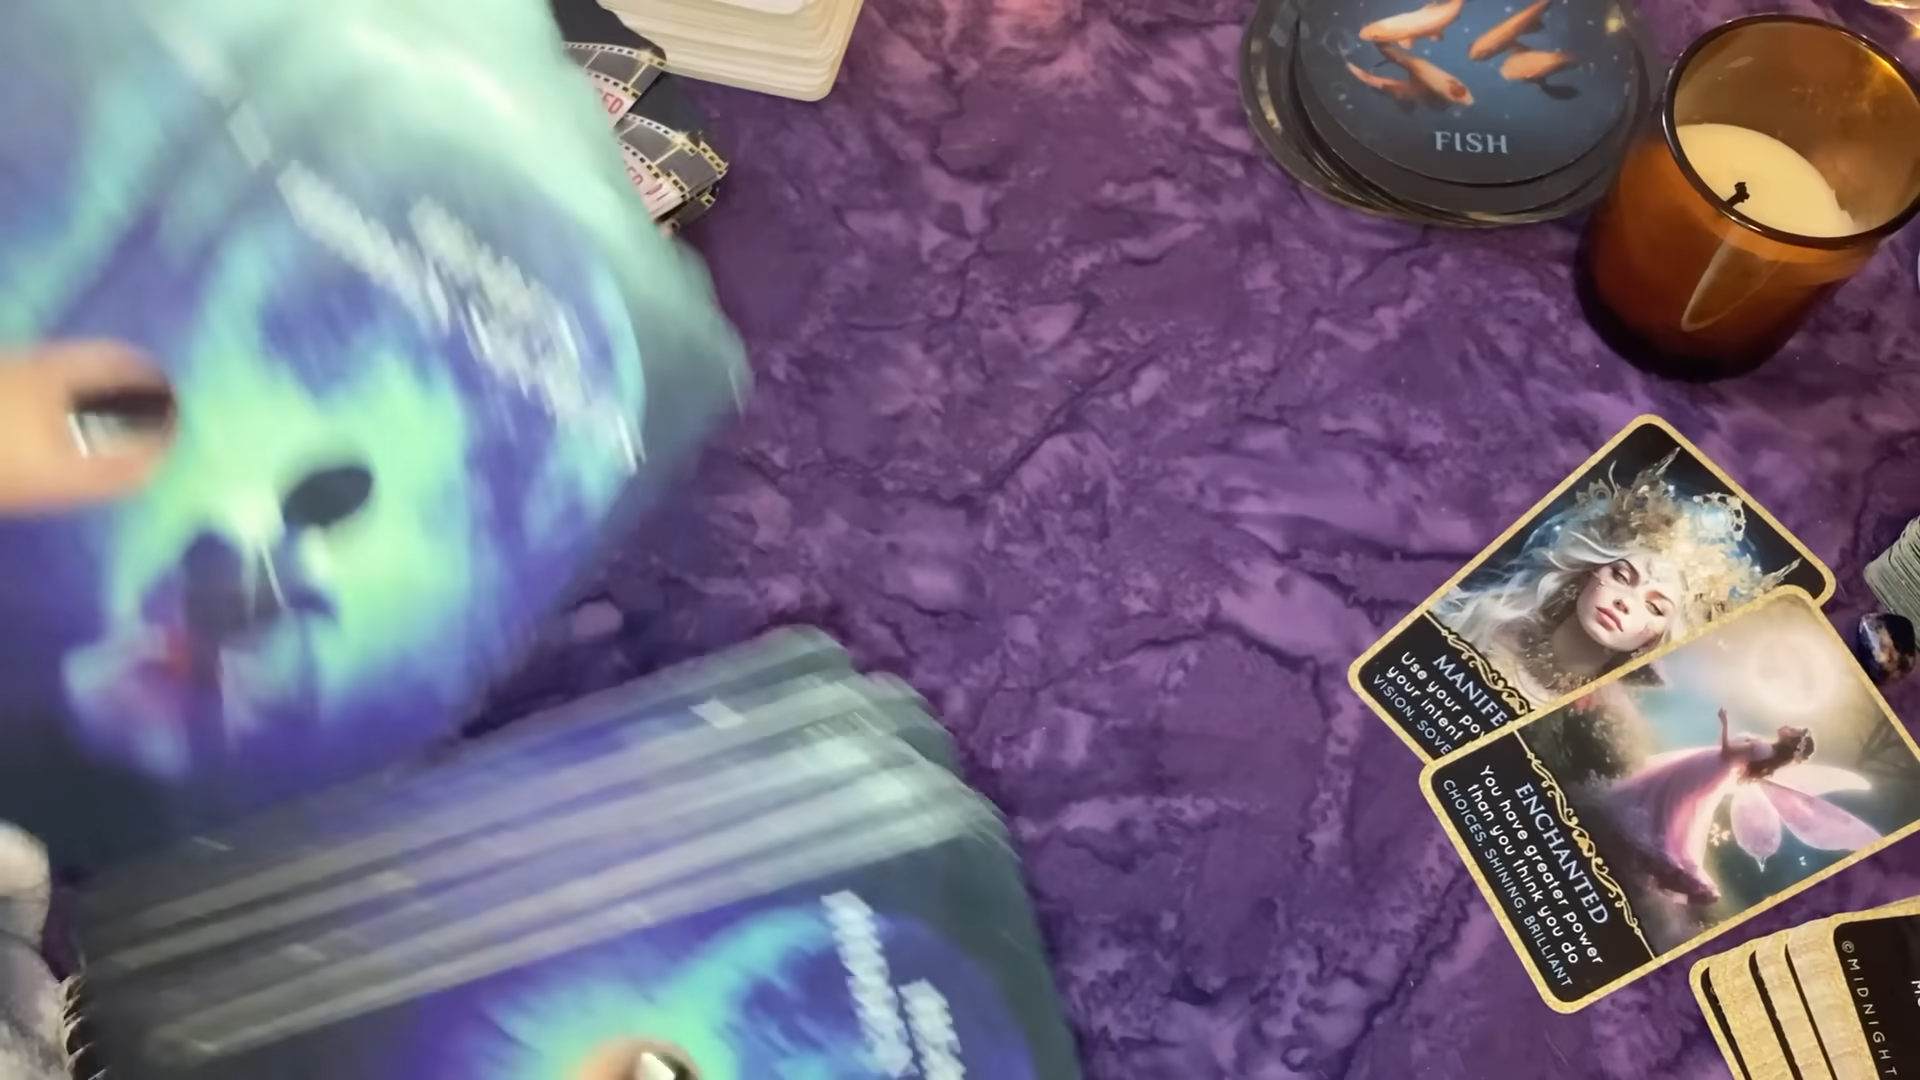 FISH
MANIFE
Use your po
your intent
VISION, SOVE
ENCHANTED
You have greater power
than you think you do
CHOICES, SHINING, BRILLIANT
© MIDNIGHT